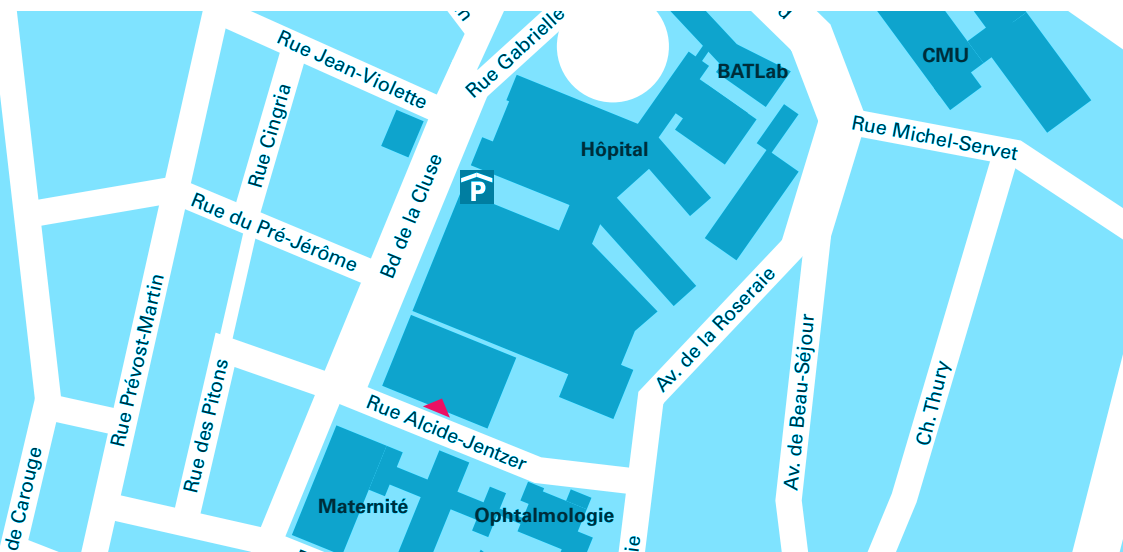 Rue Jean-Violette
Rue Gabrielle
BATLab
CMU
Rue Cingria
Hôpital
Rue Michel-Servet
P
Bd de la Cluse
Rue du Pré-Jérôme
Rue Prévost-Martin
Av. de la Roseraie
Av. de Beau-Séjour
Ch. Thury
Rue des Pitons
Rue Alcide-Jentzer
de Carouge
Maternité
Ophtalmologie